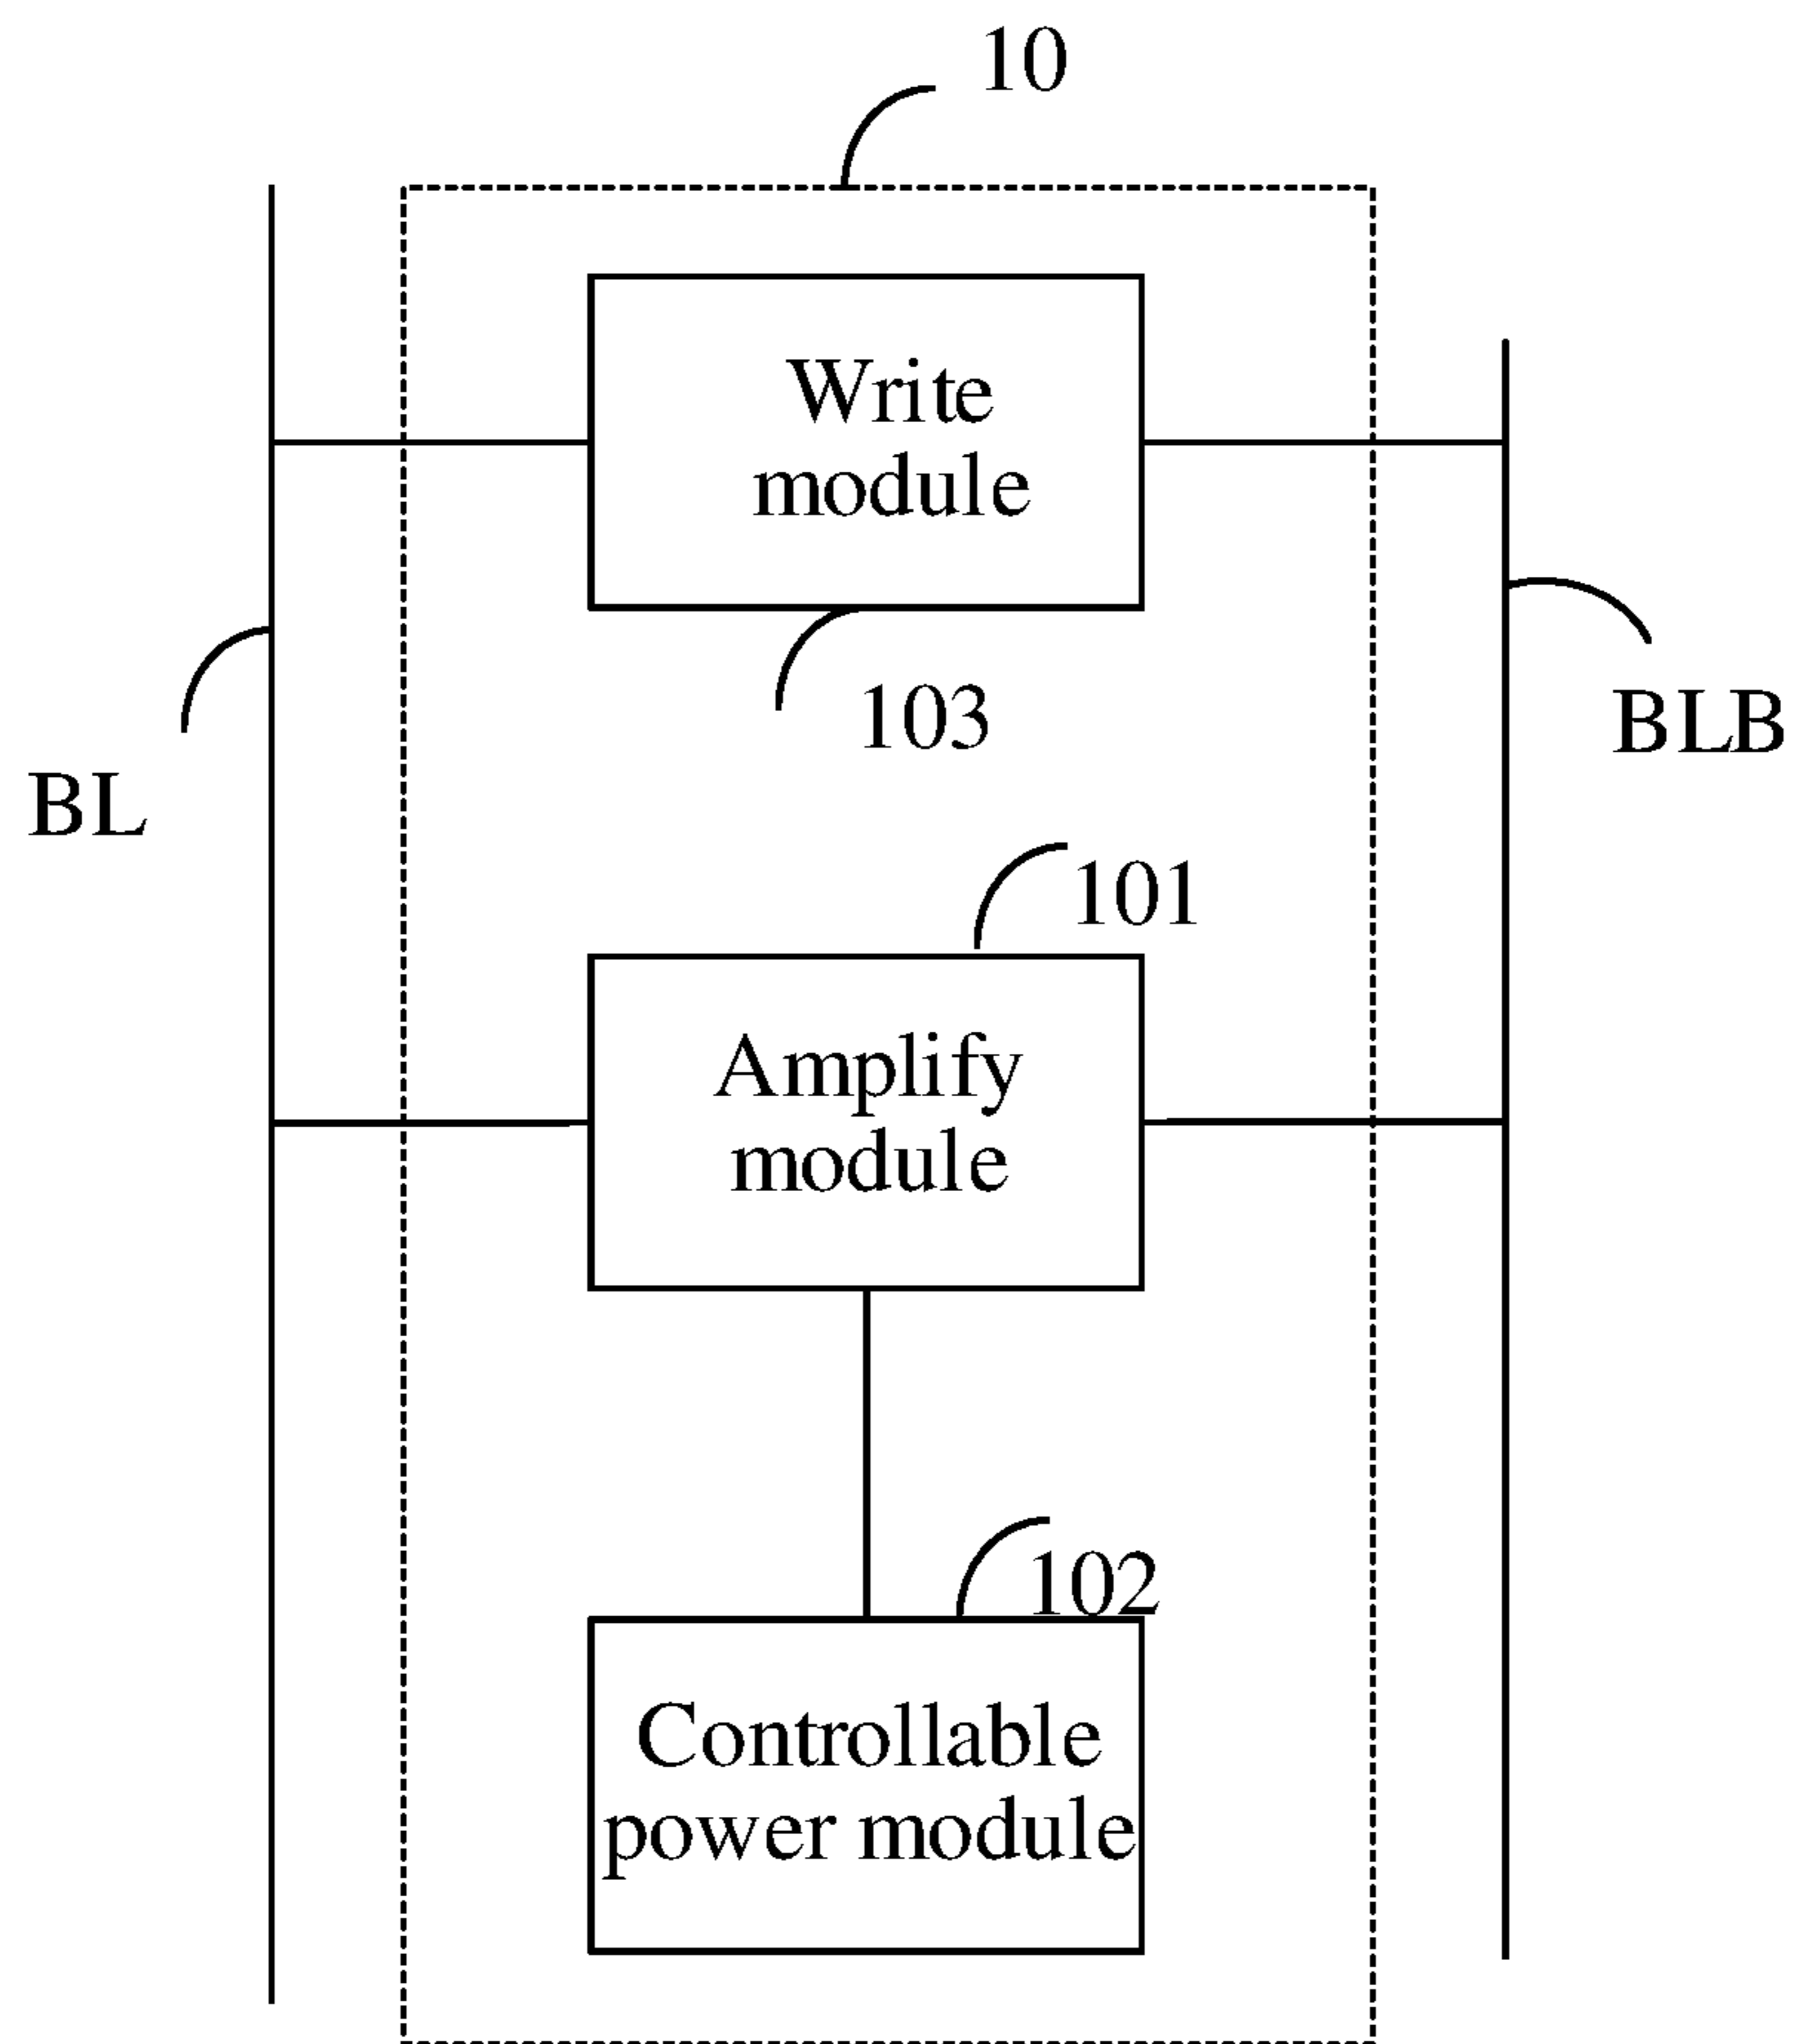 10
Write
module
103
BLB
BL
101
Amplify
module
102
Controllable
power module